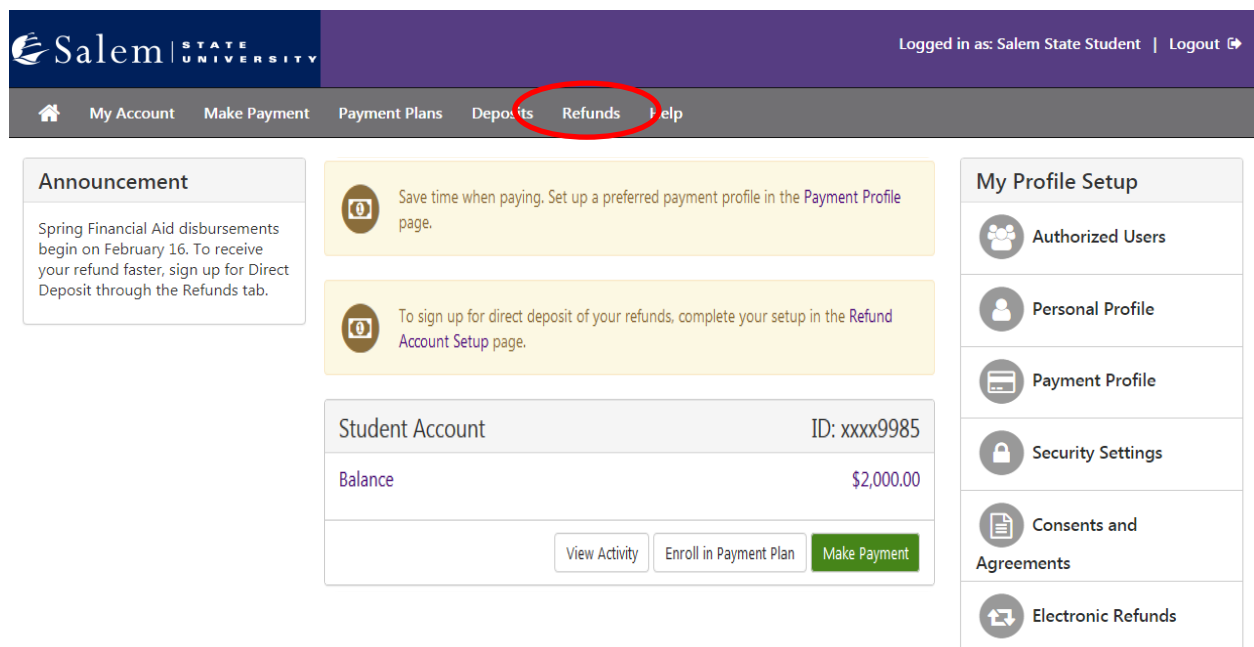 Salem STATE UNIVERSITY
Logged in as: Salem State Student | Logout
My Account Make Payment Payment Plans Deposits Refunds Help
Announcement
Spring Financial Aid disbursements
begin on February 16. To receive
your refund faster, sign up for Direct
Deposit through the Refunds tab.
Save time when paying. Set up a preferred payment profile in the Payment Profile
page.
To sign up for direct deposit of your refunds, complete your setup in the Refund
Account Setup page.
Student Account ID: xxxx9985
Balance $2,000.00
View Activity Enroll in Payment Plan Make Payment
My Profile Setup
Authorized Users
Personal Profile
Payment Profile
Security Settings
Consents and
Agreements
Electronic Refunds